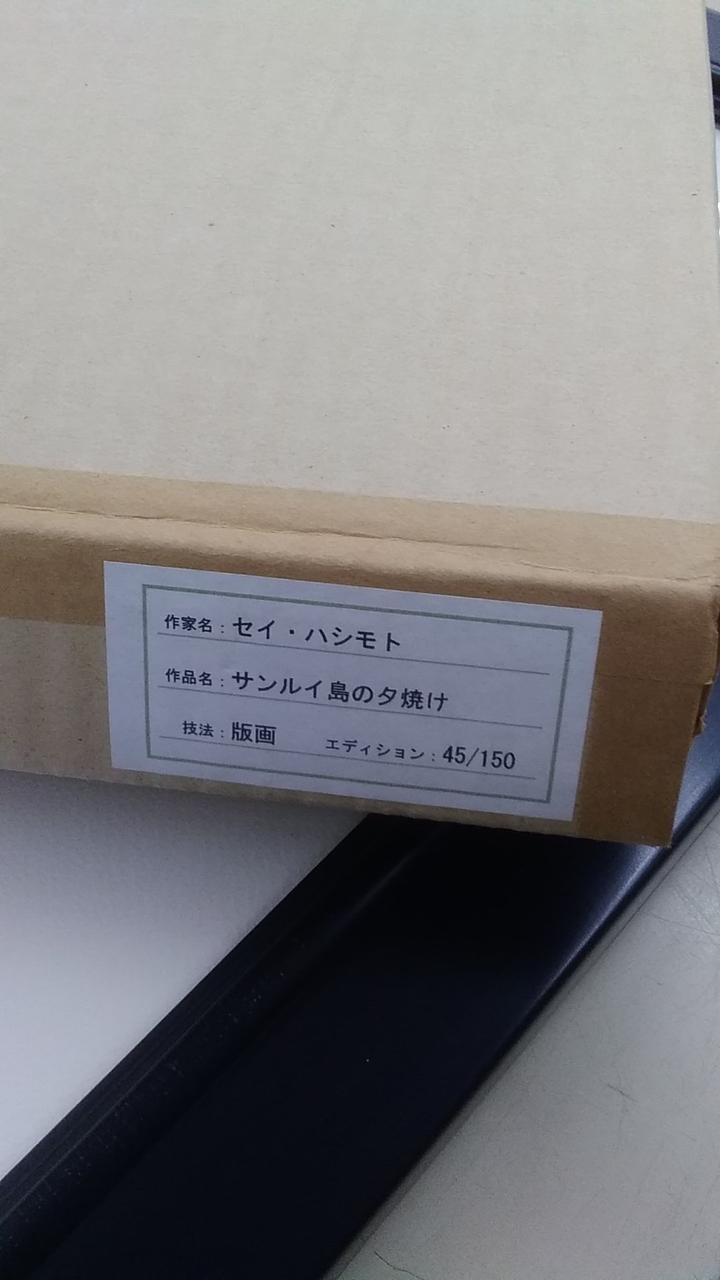 作家名：セイ・ハシモト
作品名：サンルイ島の夕焼け
技法：版画　エディション：45/150